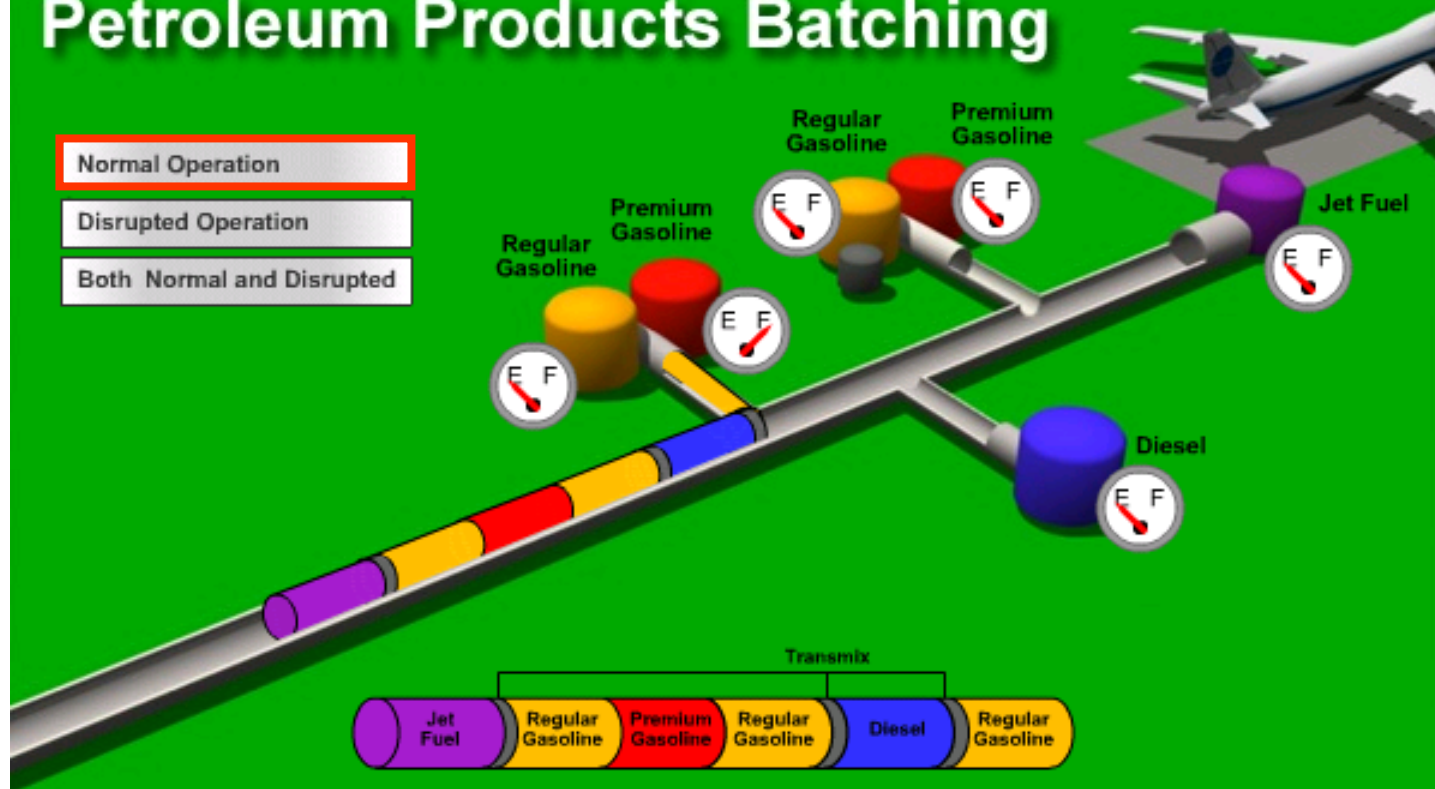 Petroleum Products Batching
Normal Operation
Disrupted Operation
Both Normal and Disrupted
Regular
Gasoline
Premium
Gasoline
Regular
Gasoline
Premium
Gasoline
Jet Fuel
Diesel
E F
E F
E F
E F
E F
E F
Transmix
Jet
Fuel
Regular
Gasoline
Premium
Gasoline
Regular
Gasoline
Diesel
Regular
Gasoline